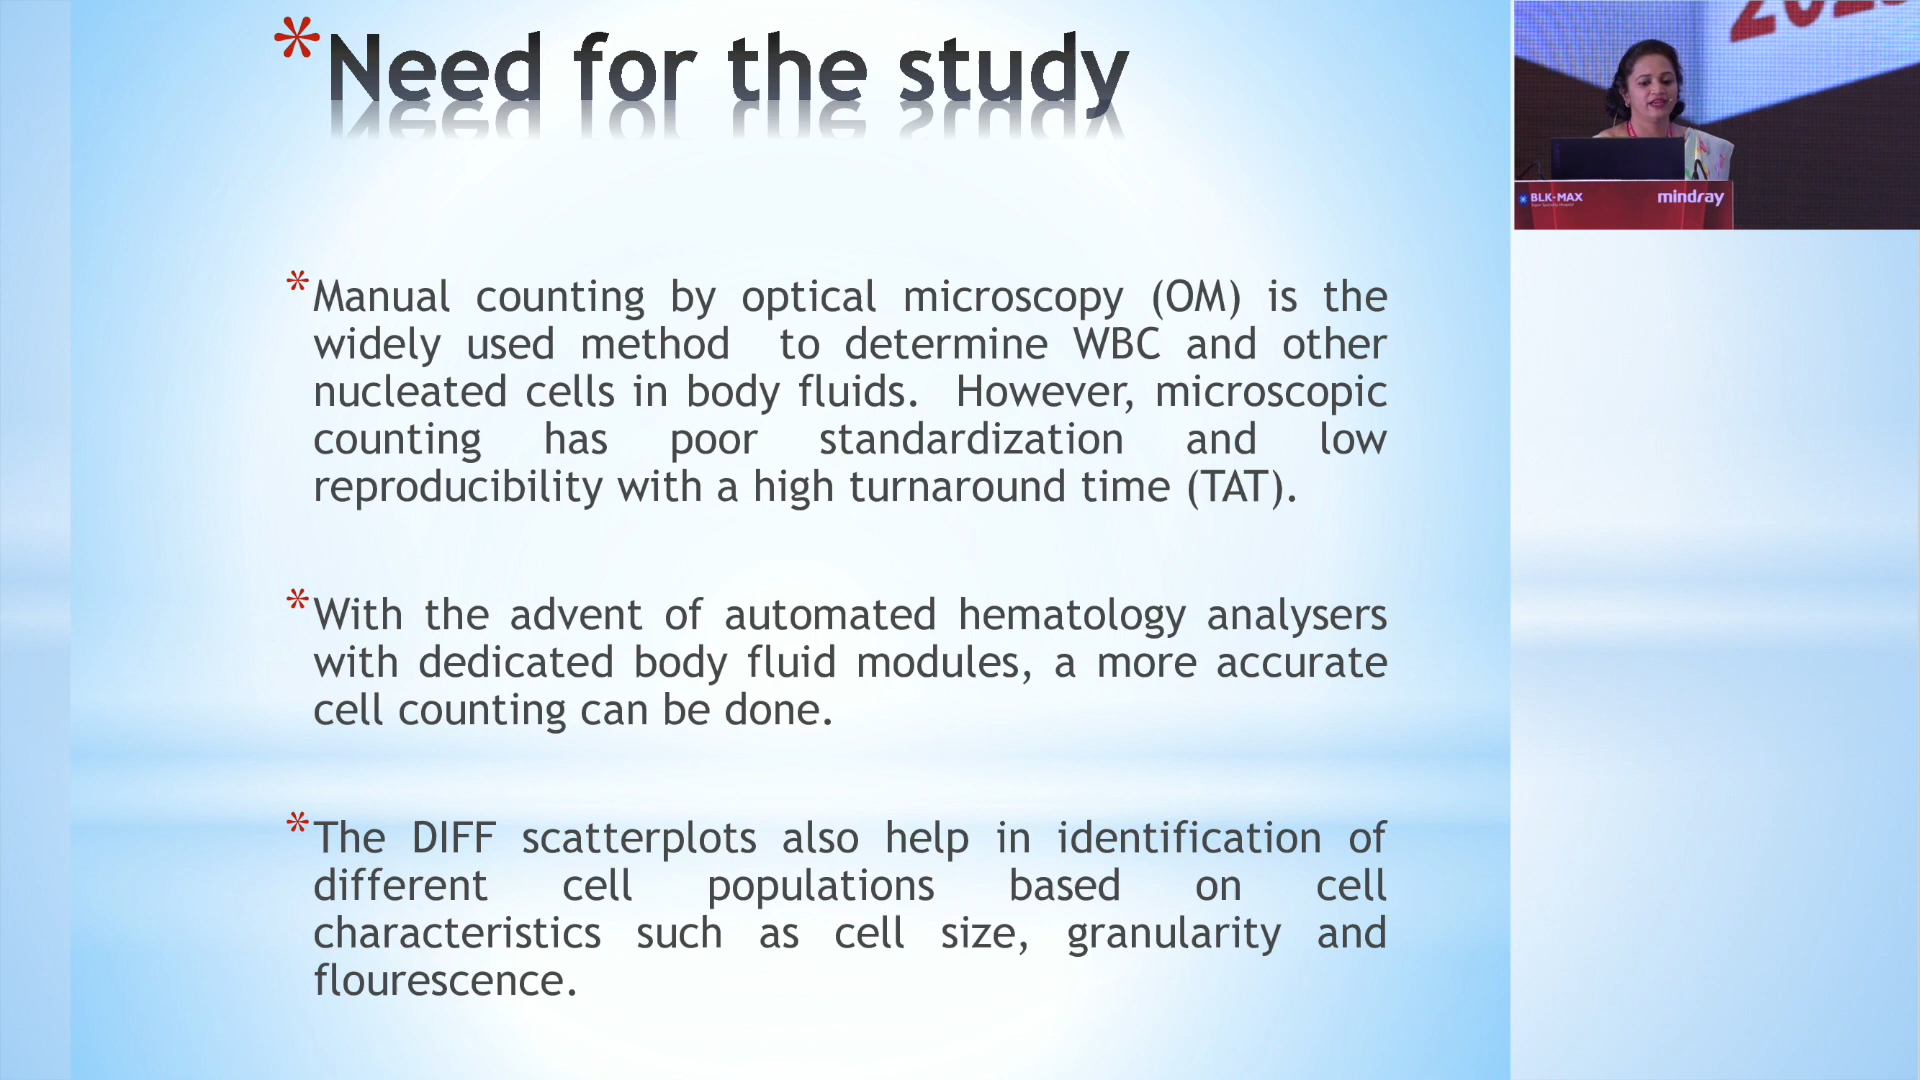 *Need for the study
*Manual counting by optical microscopy (OM) is the
widely used method to determine WBC and other
nucleated cells in body fluids. However, microscopic
counting has poor standardization and low
reproducibility with a high turnaround time (TAT).
*With the advent of automated hematology analysers
with dedicated body fluid modules, a more accurate
cell counting can be done.
*The DIFF scatterplots also help in identification of
different cell populations based on cell
characteristics such as cell size, granularity and
flourescence.
BLK-MAX
mindray